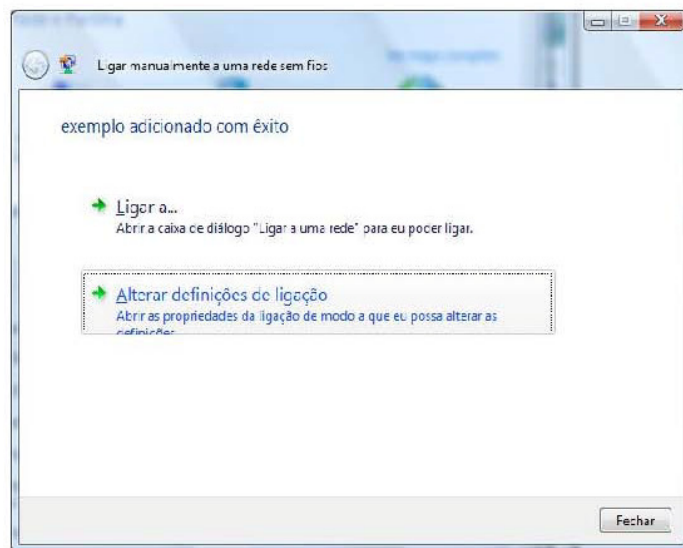 Ligar manualmente a uma rede sem fios
exemplo adicionado com êxito
Ligar a...
Abrir a caixa de diálogo "Ligar a uma rede" para eu poder ligar.
Alterar definições de ligação
Abrir as propriedades da ligação de modo a que eu possa alterar as
definições.
Fechar